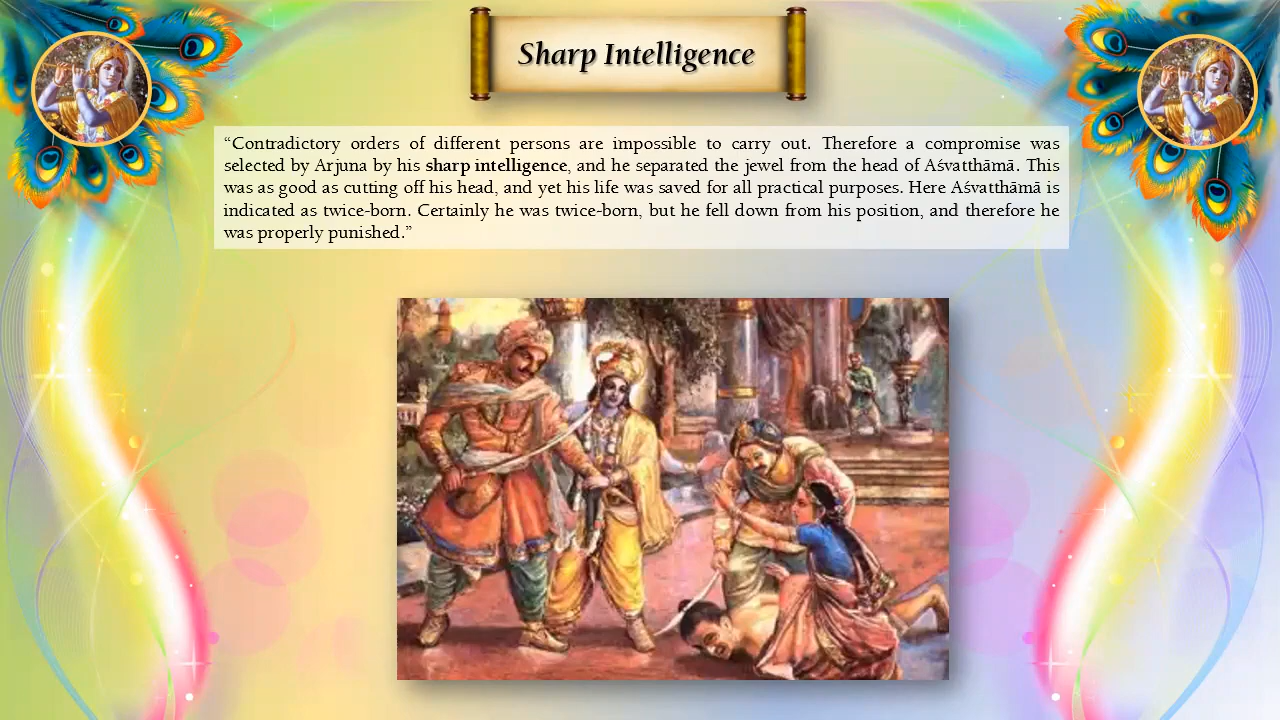 Sharp Intelligence
“Contradictory orders of different persons are impossible to carry out. Therefore a compromise was
selected by Arjuna by his sharp intelligence, and he separated the jewel from the head of Aśvatthāmā. This
was as good as cutting off his head, and yet his life was saved for all practical purposes. Here Aśvatthāmā is
indicated as twice-born. Certainly he was twice-born, but he fell down from his position, and therefore he
was properly punished.”